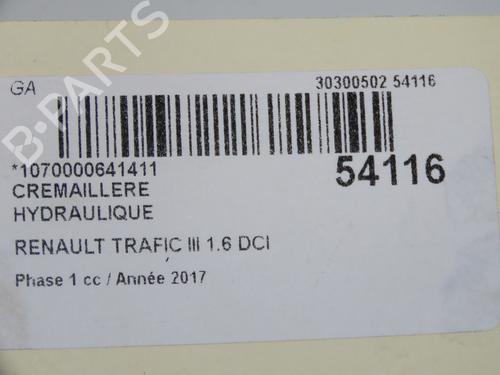 GA
30300502 54116
*1070000641411
54116
CREMAILLERE
HYDRAULIQUE
RENAULT TRAFIC III 1.6 DCI
Phase 1 cc / Année 2017
B-PARTS